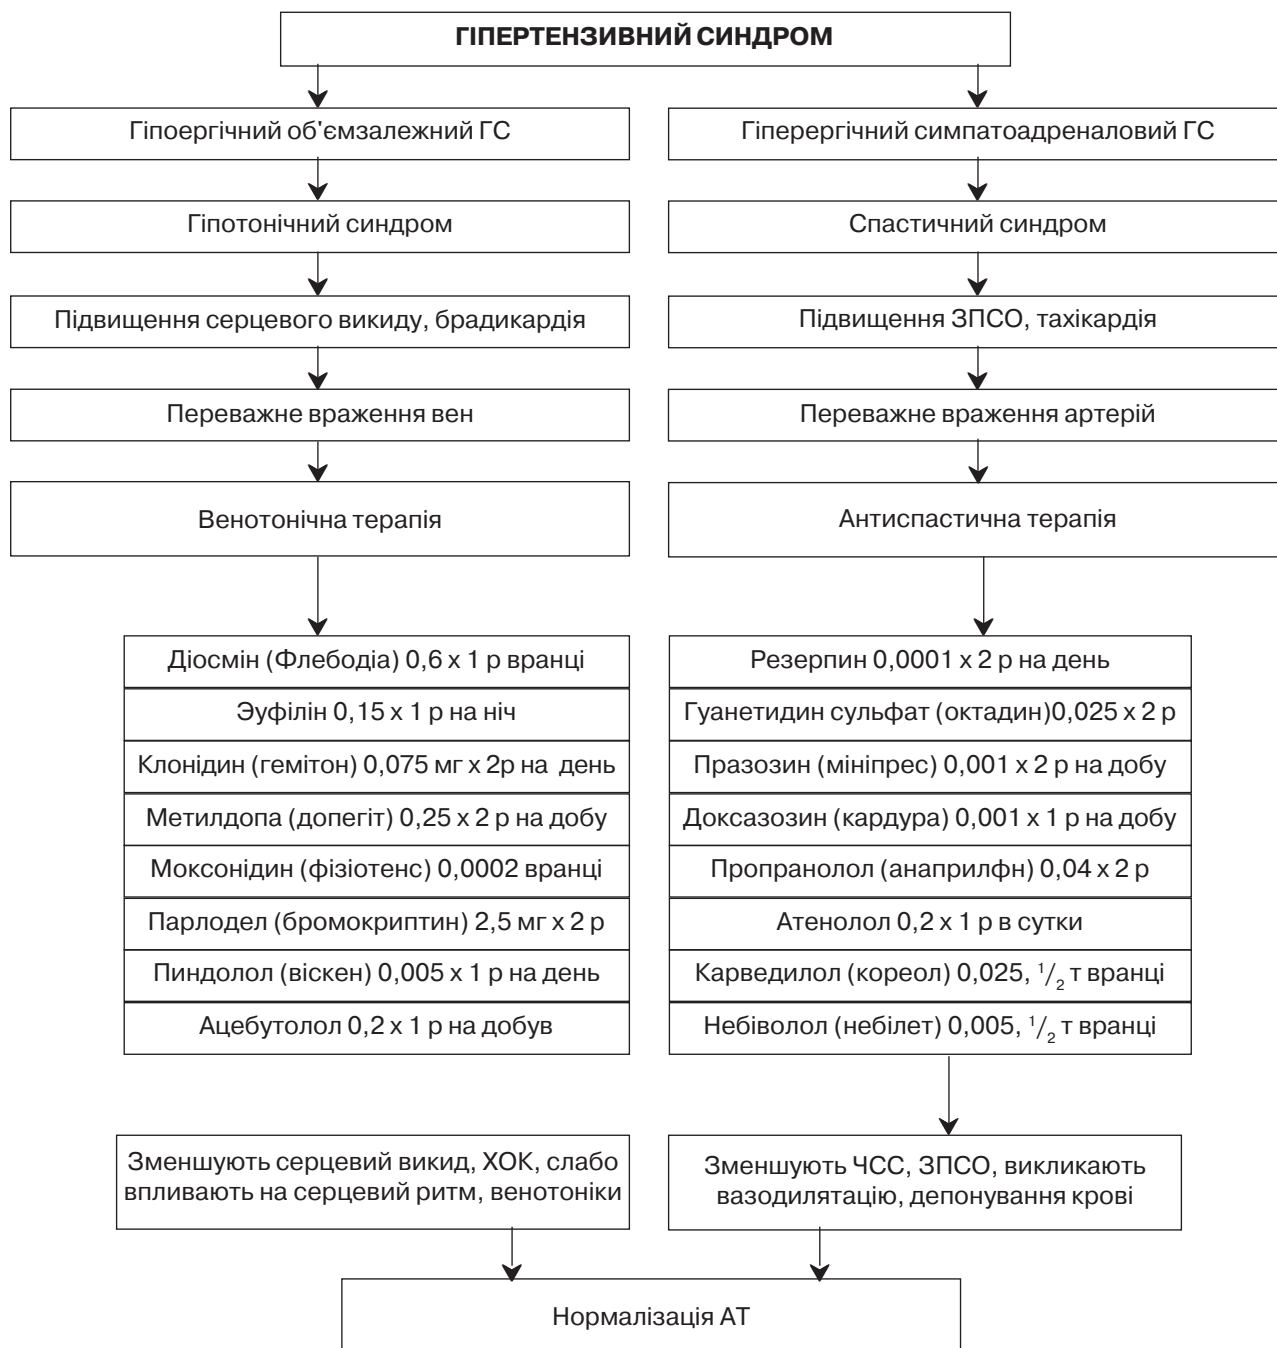 ГІПЕРТЕНЗИВНИЙ СИНДРОМ
Гіпоергічний об'ємзалежний ГС
Гіпотонічний синдром
Підвищення серцевого викиду, брадикардія
Переважне враження вен
Венотонічна терапія
Діосмін (Флебодіа) 0,6 x 1 р вранці
Эуфілін 0,15 x 1 р на ніч
Клонідин (гемітон) 0,075 мг x 2р на день
Метилдопа (допегіт) 0,25 x 2 р на добу
Моксонідин (фізіотенс) 0,0002 вранці
Парлодел (бромокриптин) 2,5 мг x 2 р
Пиндолол (віскен) 0,005 x 1 р на день
Ацебутолол 0,2 x 1 р на добув
Зменшують серцевий викид, ХОК, слабо
впливають на серцевий ритм, венотоніки
Гіперергічний симпатоадреналовий ГС
Спастичний синдром
Підвищення ЗПСО, тахікардія
Переважне враження артерій
Антиспастична терапія
Резерпин 0,0001 x 2 р на день
Гуанетидин сульфат (октадин)0,025 x 2 р
Празозин (мініпрес) 0,001 x 2 р на добу
Доксазозин (кардура) 0,001 x 1 р на добу
Пропранолол (анаприлфн) 0,04 x 2 р
Атенолол 0,2 x 1 р в сутки
Карведилол (кореол) 0,025, 1/2 т вранці
Небіволол (небілет) 0,005, 1/2 т вранці
Зменшують ЧСС, ЗПСО, викликають
вазодилятацію, депонування крові
Нормалізація АТ